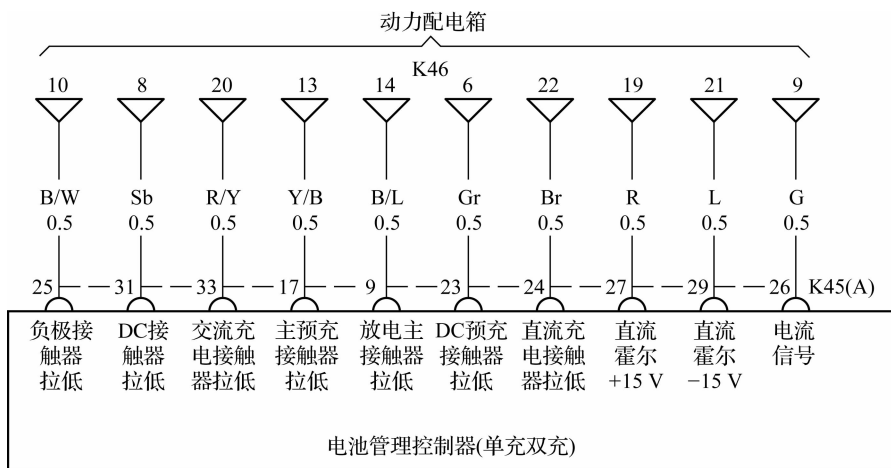 动力配电箱
K46
10 8 20 13 14 6 22 19 21 9
B/W Sb R/Y Y/B B/L Gr Br R L G
0.5 0.5 0.5 0.5 0.5 0.5 0.5 0.5 0.5 0.5
25 31 33 17 9 23 24 27 29 26 K45(A)
负极接 DC接 交流充 主预充 放电主 DC预充 直流充 直流 直流 电流
触器 触器 电接触 接触器 接触器 接触器 电接触 霍尔 霍尔 信号
拉低 拉低 器拉低 拉低 拉低 拉低 器拉低 +15 V −15 V
电池管理控制器(单充双充)